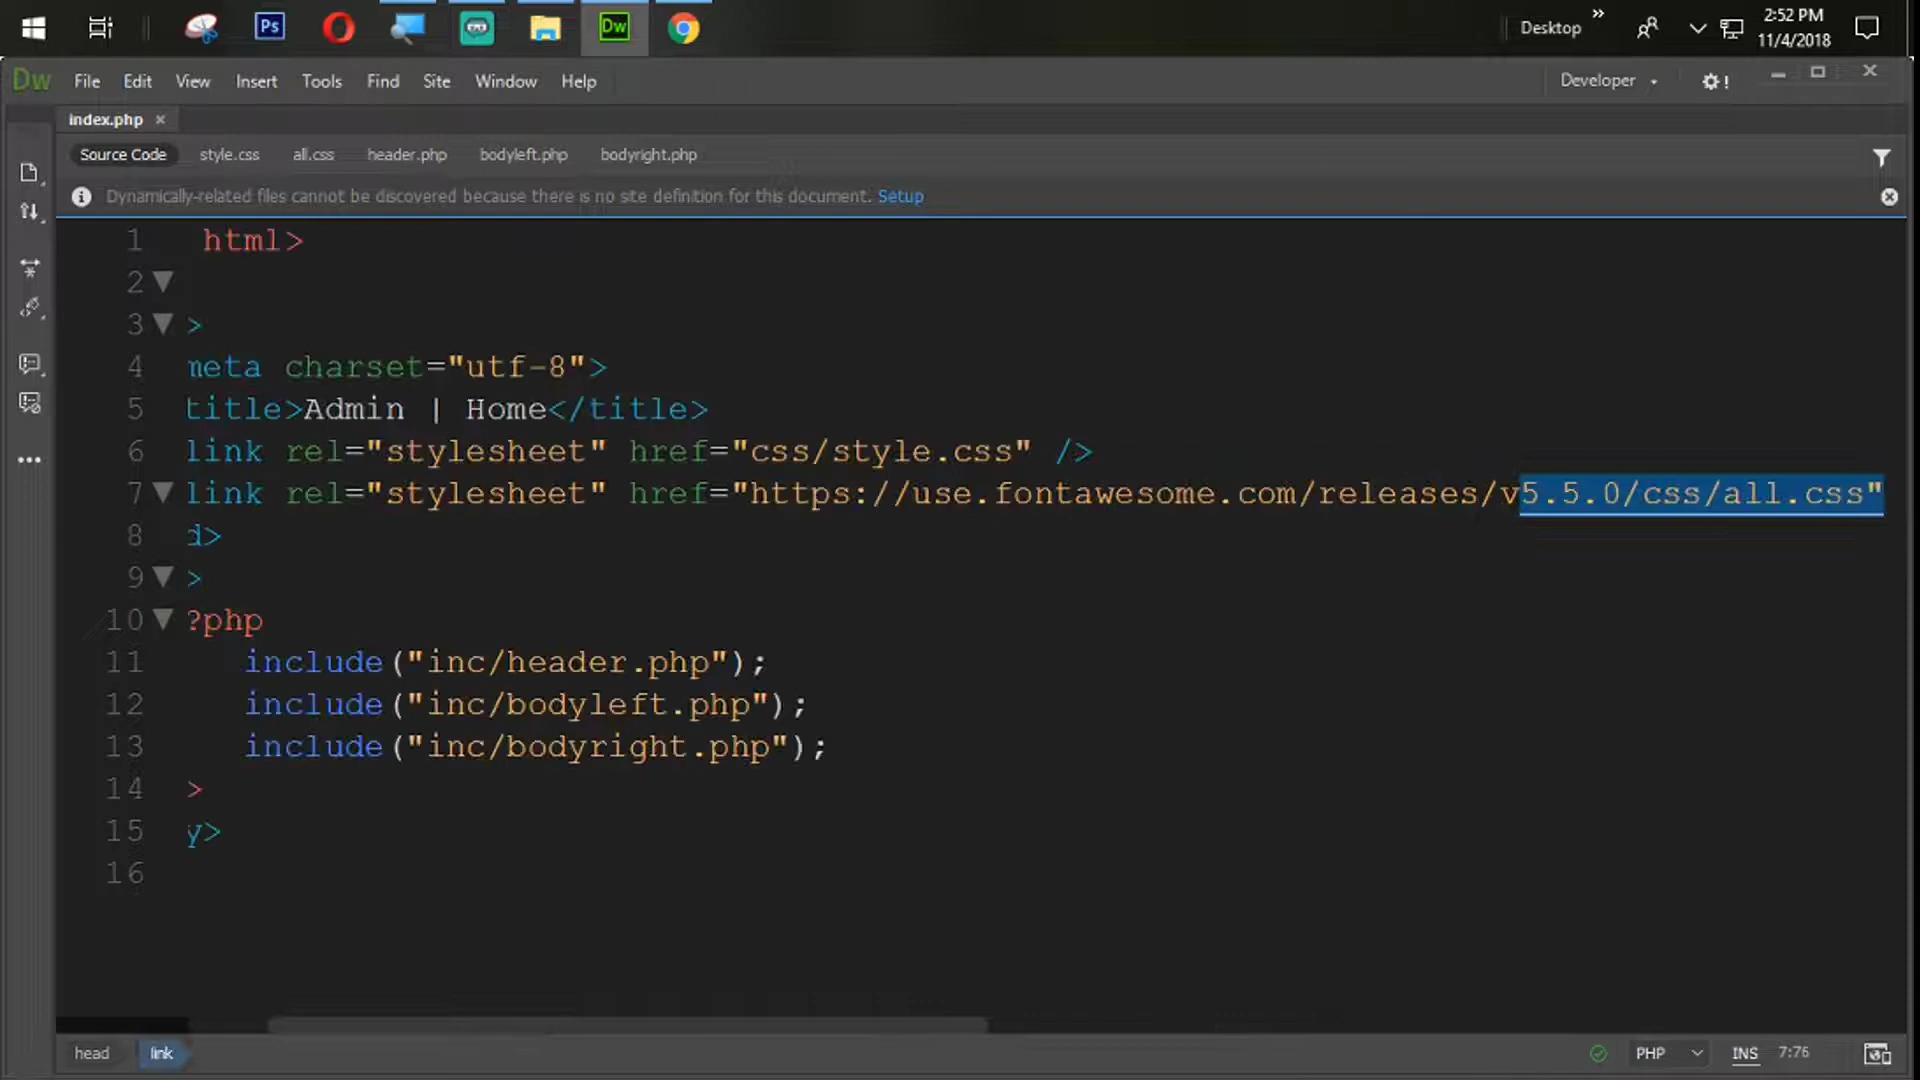 Ps
Dw
Desktop
»
2:52 PM
11/4/2018
Dw File Edit View Insert Tools Find Site Window Help
Developer
!
index.php ×
Source Code style.css all.css header.php bodyleft.php bodyright.php
Dynamically-related files cannot be discovered because there is no site definition for this document. Setup
1 html>
2
3 >
4 meta charset="utf-8">
5 title>Admin | Home</title>
6 link rel="stylesheet" href="css/style.css" />
7 link rel="stylesheet" href="https://use.fontawesome.com/releases/v5.5.0/css/all.css"
8 d>
9 >
10 ?php
11 include("inc/header.php");
12 include("inc/bodyleft.php");
13 include("inc/bodyright.php");
14 >
15 y>
16
head link
PHP INS 7:76